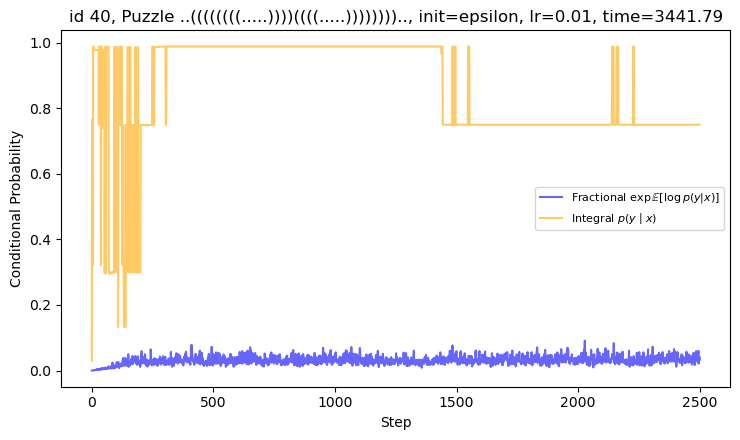 id 40, Puzzle ..((((((((.....))))((((.....)))))))).., init=epsilon, lr=0.01, time=3441.79
Conditional Probability
1.0
0.8
0.6
0.4
0.2
0.0
Fractional exp𝔼[log p(y|x)]
Integral p(y | x)
0
500
1000
1500
2000
2500
Step